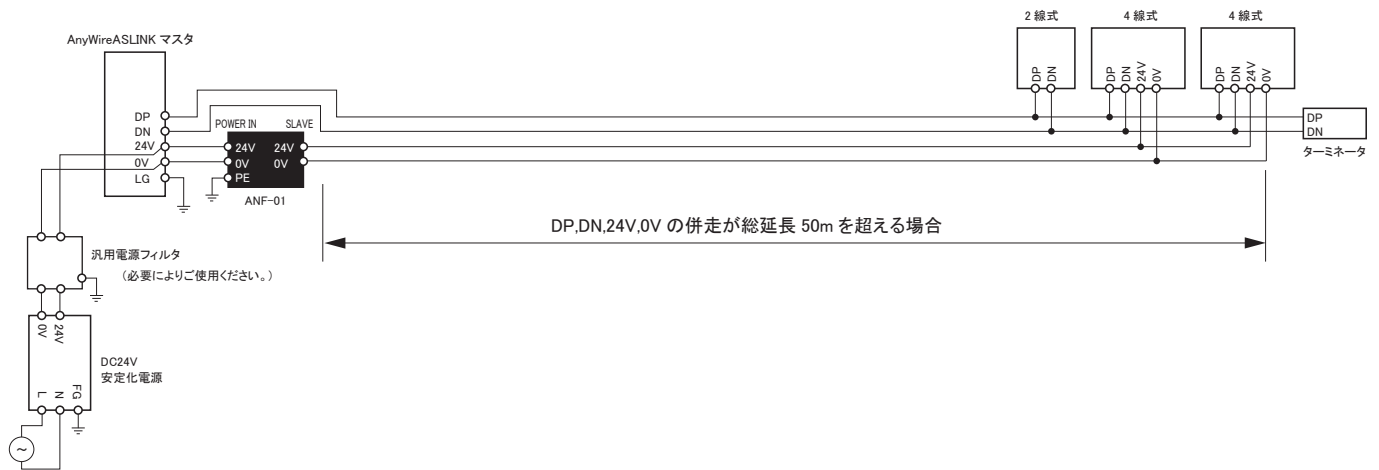 2 線式
4 線式
4 線式
AnyWireASLINK マスタ
DP
DN
24V
0V
DP
DN
24V
0V
DP
DN
DP
DN
24V
0V
LG
POWER IN
SLAVE
24V
24V
0V
0V
PE
ANF-01
DP
DN
ターミネータ
DP,DN,24V,0V の併走が総延長 50m を超える場合
汎用電源フィルタ
（必要によりご使用ください。）
0V
24V
DC24V
安定化電源
L
N
FG
~